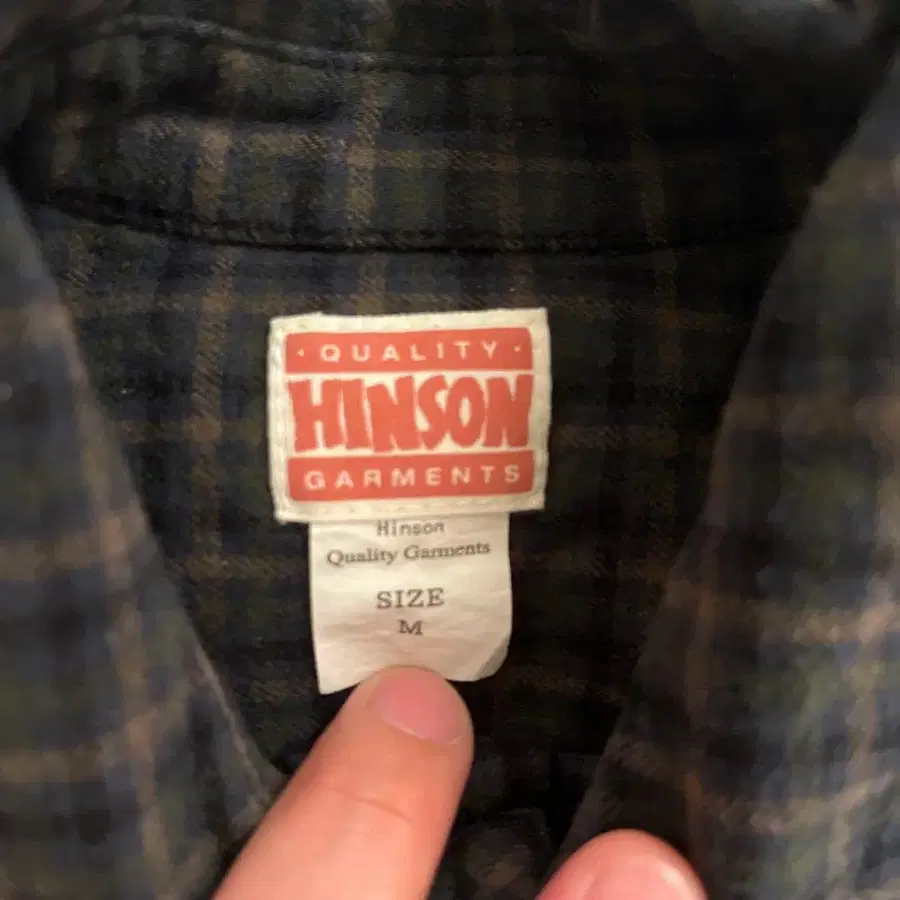 · QUALITY ·
HINSON
GARMENTS
Hinson
Quality Garments
SIZE
M